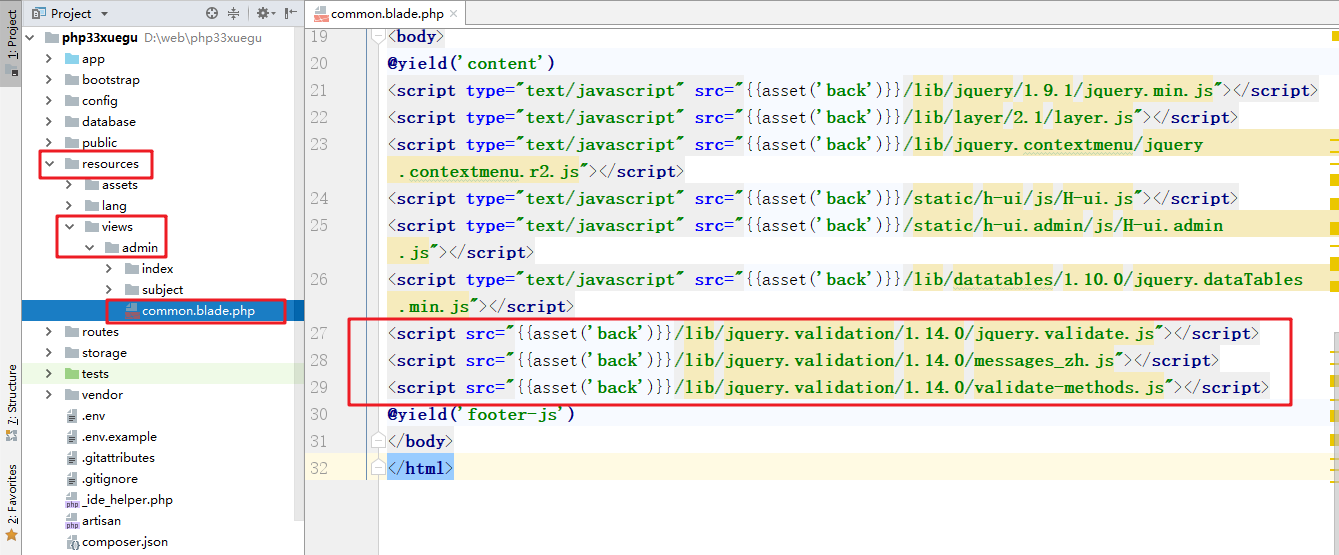 1: Project
7: Structure
2: Favorites
Project
php33xuegu D:\web\php33xuegu
app
bootstrap
config
database
public
resources
assets
lang
views
admin
index
subject
common.blade.php
routes
storage
tests
vendor
.env
.env.example
.gitattributes
.gitignore
_ide_helper.php
artisan
composer.json
common.blade.php
19 <body>
20 @yield('content')
21 <script type="text/javascript" src="{{asset('back')}}/lib/jquery/1.9.1/jquery.min.js"></script>
22 <script type="text/javascript" src="{{asset('back')}}/lib/layer/2.1/layer.js"></script>
23 <script type="text/javascript" src="{{asset('back')}}/lib/jquery.contextmenu/jquery
.contextmenu.r2.js"></script>
24 <script type="text/javascript" src="{{asset('back')}}/static/h-ui/js/H-ui.js"></script>
25 <script type="text/javascript" src="{{asset('back')}}/static/h-ui.admin/js/H-ui.admin
.js"></script>
26 <script type="text/javascript" src="{{asset('back')}}/lib/datatables/1.10.0/jquery.dataTables
.min.js"></script>
27 <script src="{{asset('back')}}/lib/jquery.validation/1.14.0/jquery.validate.js"></script>
28 <script src="{{asset('back')}}/lib/jquery.validation/1.14.0/messages_zh.js"></script>
29 <script src="{{asset('back')}}/lib/jquery.validation/1.14.0/validate-methods.js"></script>
30 @yield('footer-js')
31 </body>
32 </html>